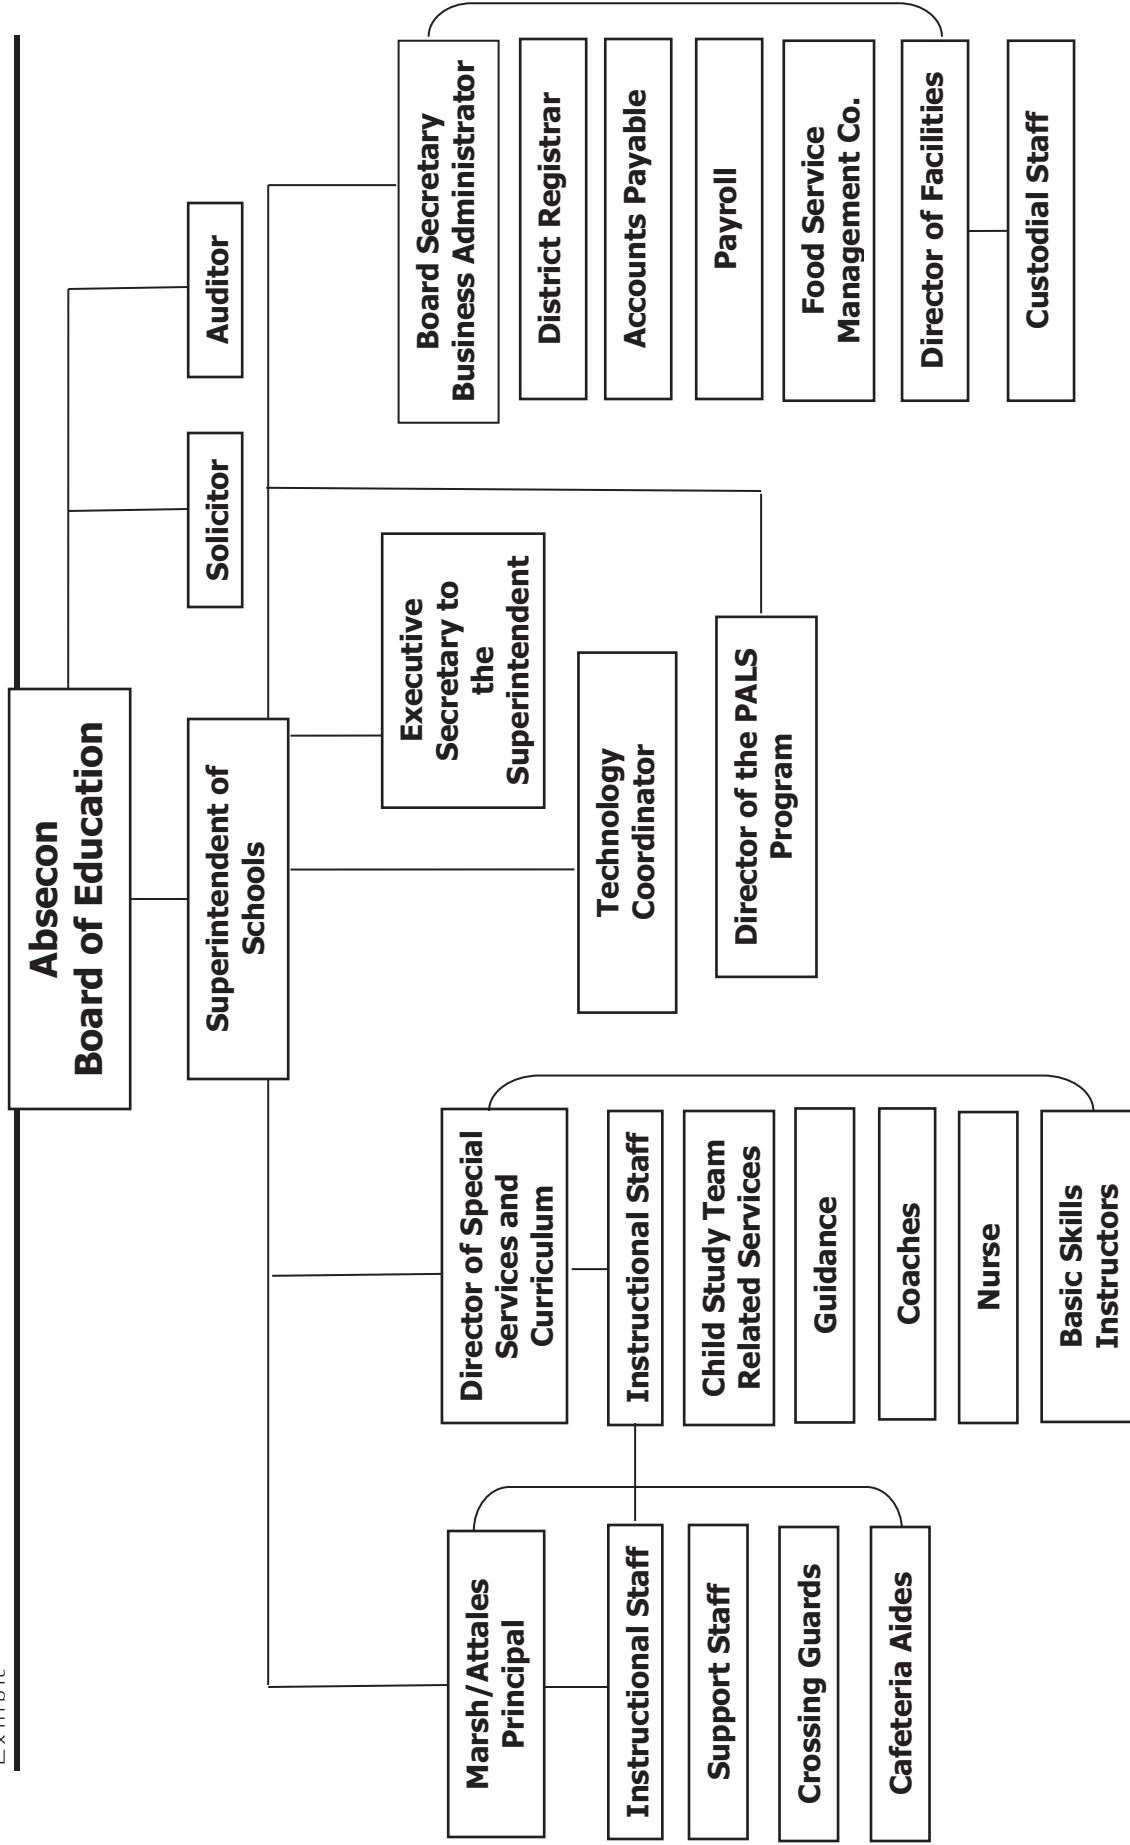 Exhibit
Absecon
Board of Education
Solicitor
Auditor
Superintendent of
Schools
Executive
Secretary to
the
Superintendent
Technology
Coordinator
Director of the PALS
Program
Marsh/Attales
Principal
Instructional Staff
Support Staff
Crossing Guards
Cafeteria Aides
Director of Special
Services and
Curriculum
Instructional Staff
Child Study Team
Related Services
Guidance
Coaches
Nurse
Basic Skills
Instructors
Board Secretary
Business Administrator
District Registrar
Accounts Payable
Payroll
Food Service
Management Co.
Director of Facilities
Custodial Staff